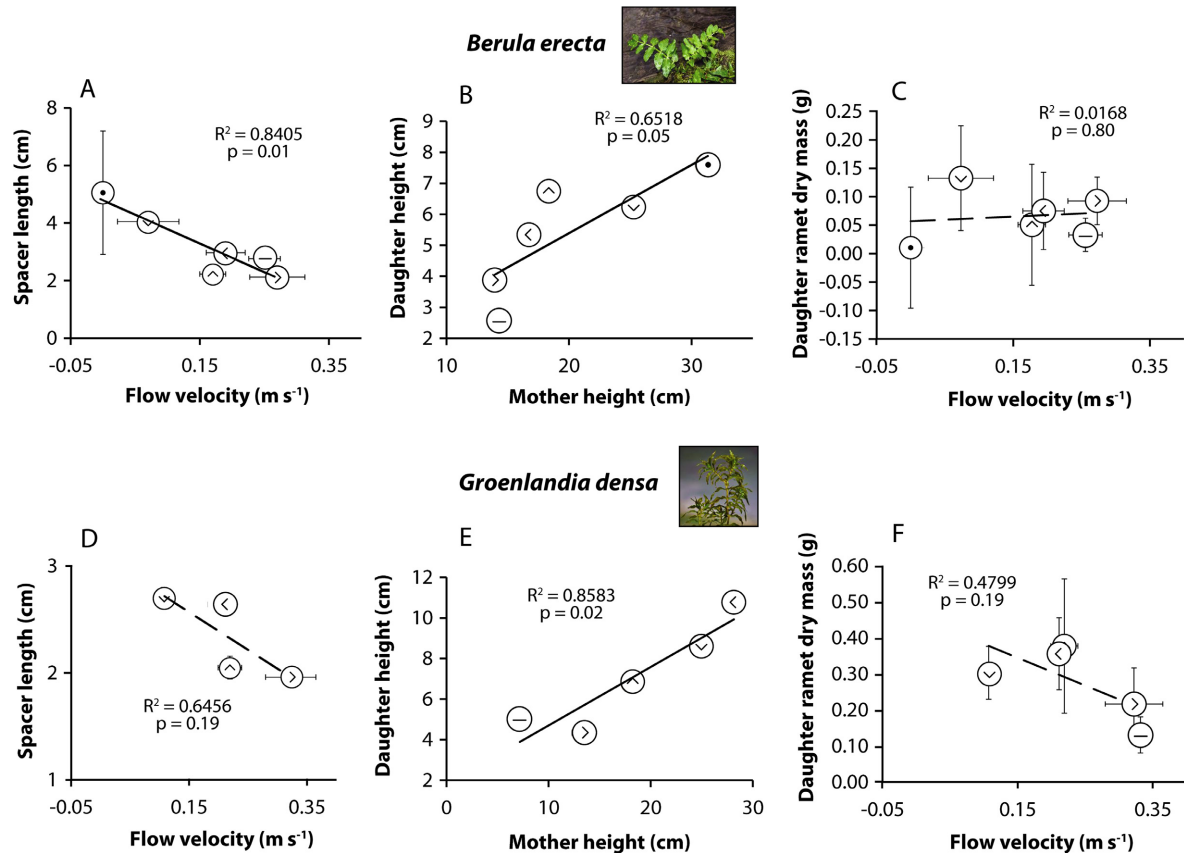 Berula erecta
A
Spacer length (cm)
8
6
4
2
0
-0.05
0.15
0.35
Flow velocity (m s-1)
R2 = 0.8405
p = 0.01
B
Daughter height (cm)
9
8
7
6
5
4
3
2
10
20
30
Mother height (cm)
R2 = 0.6518
p = 0.05
C
Daughter ramet dry mass (g)
0.25
0.20
0.15
0.10
0.05
0.00
-0.05
-0.10
-0.15
-0.05
0.15
0.35
Flow velocity (m s-1)
R2 = 0.0168
p = 0.80
Groenlandia densa
D
Spacer length (cm)
3
2
1
-0.05
0.15
0.35
Flow velocity (m s-1)
R2 = 0.6456
p = 0.19
E
Daughter height (cm)
12
10
8
6
4
2
0
10
20
30
Mother height (cm)
R2 = 0.8583
p = 0.02
F
Daughter ramet dry mass (g)
0.60
0.50
0.40
0.30
0.20
0.10
0.00
-0.05
0.15
0.35
Flow velocity (m s-1)
R2 = 0.4799
p = 0.19